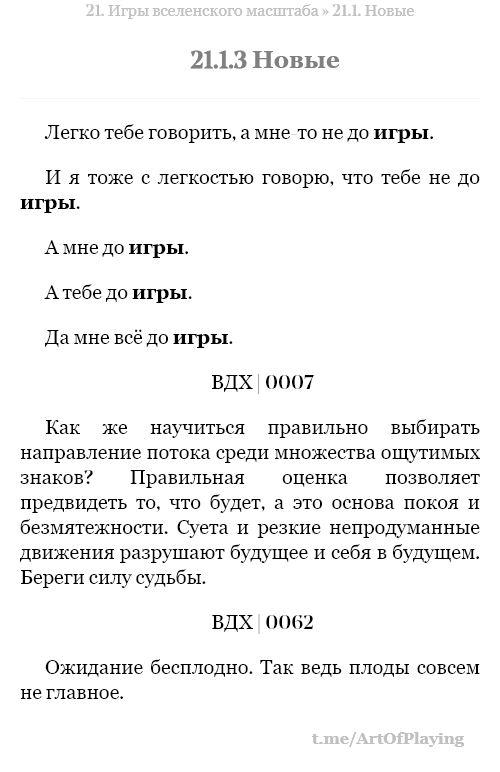 21. Игры вселенского масштаба » 21.1. Новые
21.1.3 Новые
Легко тебе говорить, а мне-то не до игры.
И я тоже с легкостью говорю, что тебе не до
игры.
А мне до игры.
А тебе до игры.
Да мне всё до игры.
ВДХ | 0007
Как же научиться правильно выбирать
направление потока среди множества ощутимых
знаков? Правильная оценка позволяет
предвидеть то, что будет, а это основа покоя и
безмятежности. Суета и резкие непродуманные
движения разрушают будущее и себя в будущем.
Береги силу судьбы.
ВДХ | 0062
Ожидание бесплодно. Так ведь плоды совсем
не главное.
t.me/ArtOfPlaying